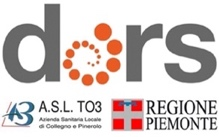 dors
A.S.L. TO3
Azienda Sanitaria Locale
di Collegno e Pinerolo
REGIONE
PIEMONTE